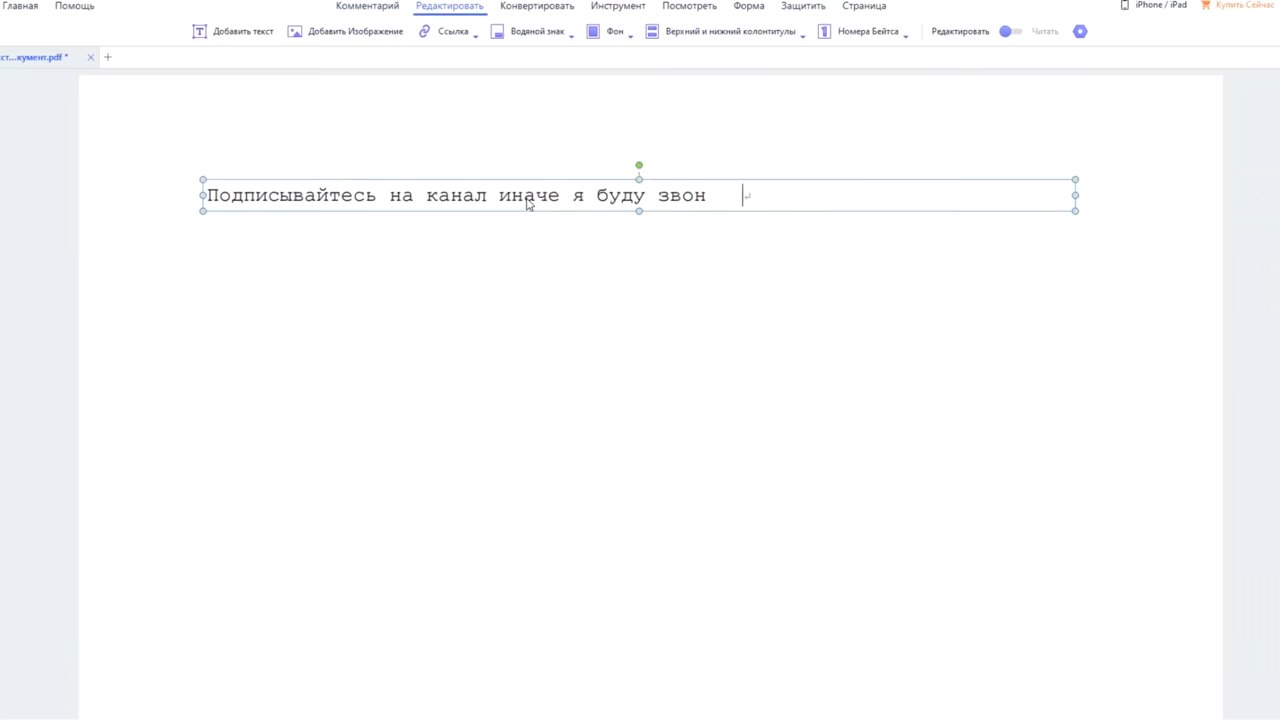 Главная Помощь Комментарий Редактировать Конвертировать Инструмент Посмотреть Форма Защитить Страница iPhone / iPad Купить Сейчас
Добавить текст Добавить Изображение Ссылка Водяной знак Фон Верхний и нижний колонтитулы Номера Бейтса Редактировать Читать
ст...кумент.pdf *
Подписывайтесь на канал иначе я буду звон